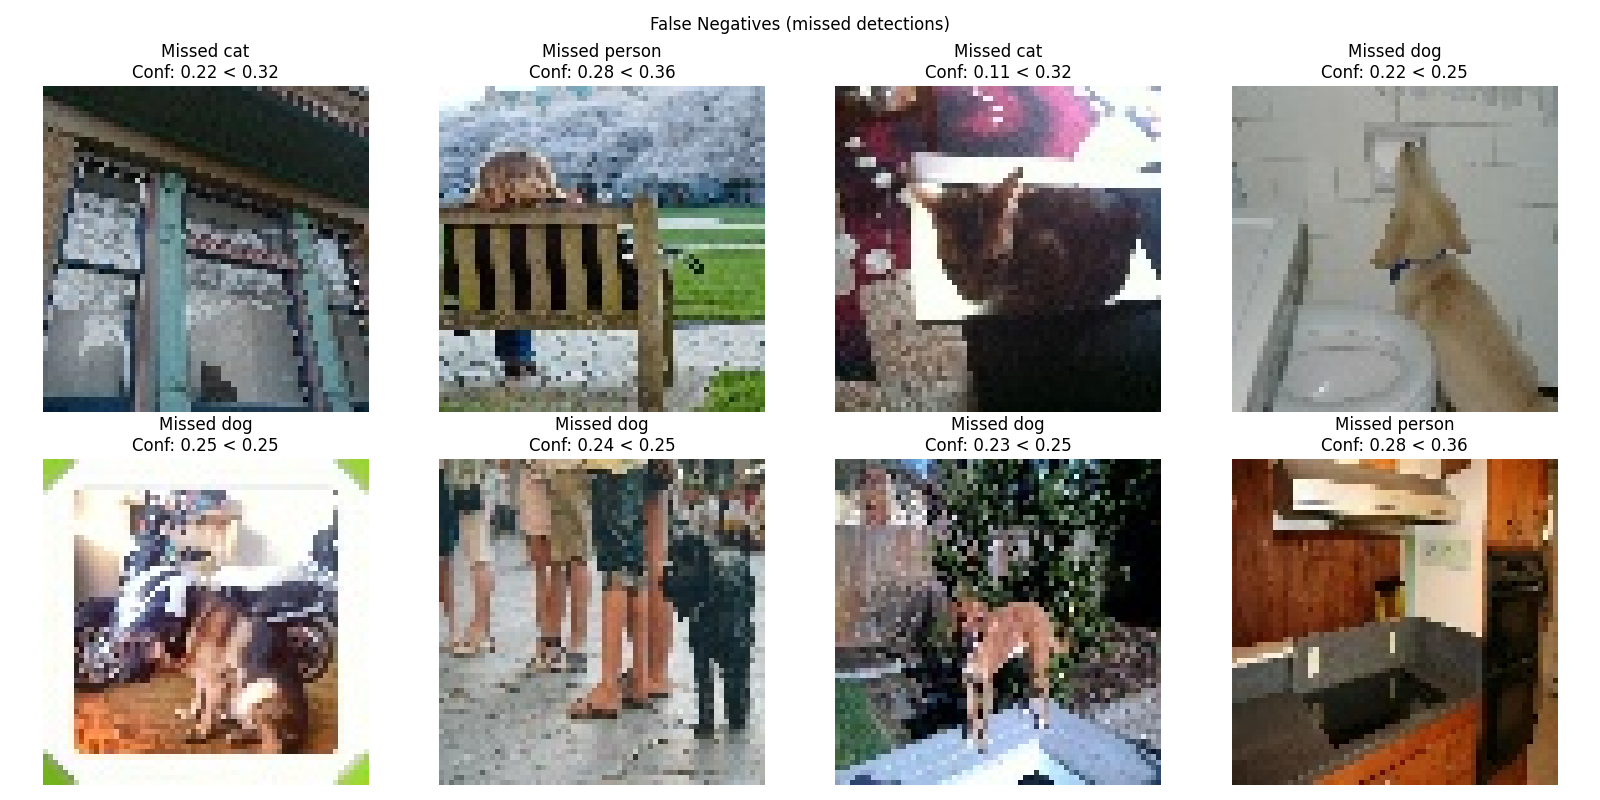 False Negatives (missed detections)
Missed cat
Conf: 0.22 < 0.32
Missed person
Conf: 0.28 < 0.36
Missed cat
Conf: 0.11 < 0.32
Missed dog
Conf: 0.22 < 0.25
Missed dog
Conf: 0.25 < 0.25
Missed dog
Conf: 0.24 < 0.25
Missed dog
Conf: 0.23 < 0.25
Missed person
Conf: 0.28 < 0.36